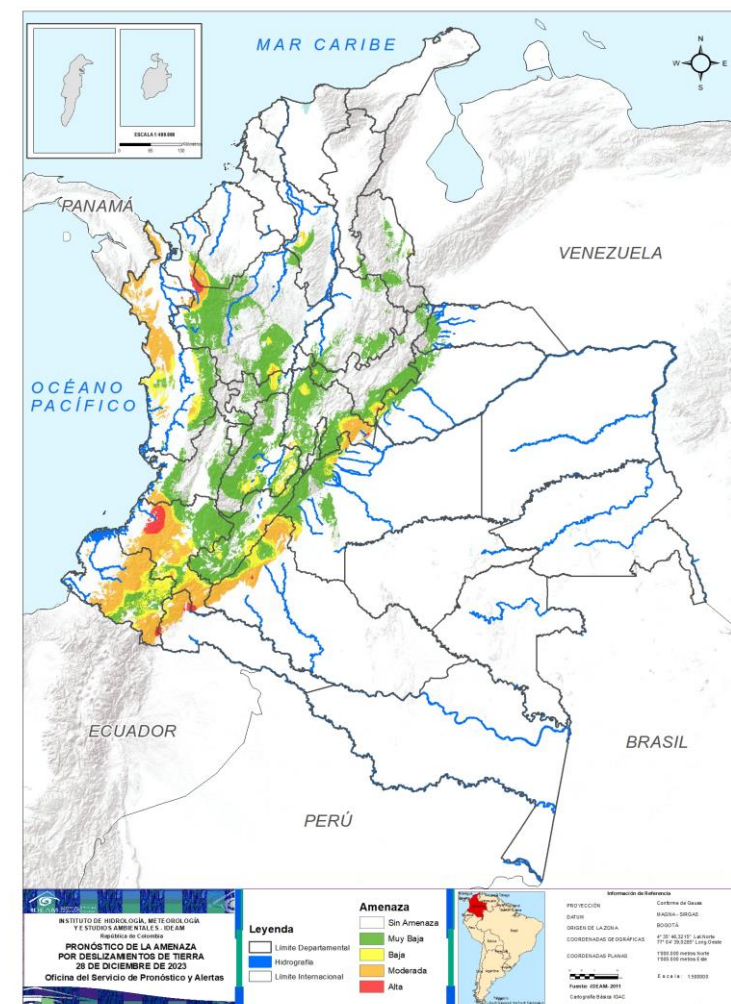 MAR CARIBE
N
W
E
S
ESCALA 1:400.000
PANAMÁ
VENEZUELA
OCÉANO
PACÍFICO
ECUADOR
BRASIL
PERÚ
IDEAM
INSTITUTO DE HIDROLOGÍA, METEOROLOGÍA
Y ESTUDIOS AMBIENTALES - IDEAM
República de Colombia
PRONÓSTICO DE LA AMENAZA
POR DESLIZAMIENTOS DE TIERRA
28 DE DICIEMBRE DE 2023
Oficina del Servicio de Pronóstico y Alertas
Leyenda
Límite Departamental
Hidrografía
Límite Internacional
Amenaza
Sin Amenaza
Muy Baja
Baja
Moderada
Alta
Información de Referencia
PROYECCIÓN Conforme de Gauss
DATUM MAGNA - SIRGAS
ORIGEN DE LA ZONA BOGOTÁ
COORDENADAS GEOGRÁFICAS
COORDENADAS PLANAS
Fuente: IDEAM- 2011
Cartografía Básica: IGAC